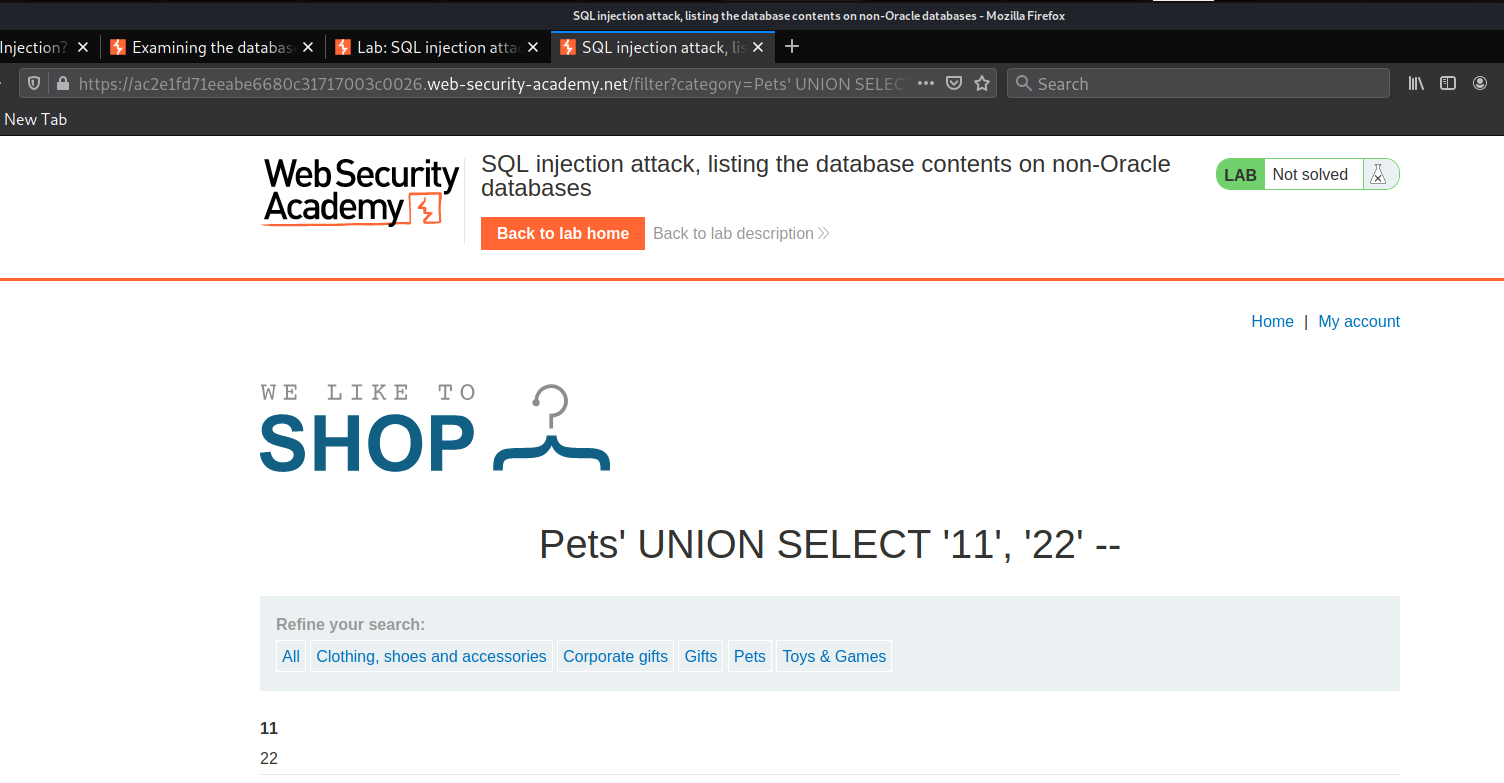 SQL injection attack, listing the database contents on non-Oracle databases - Mozilla Firefox
Injection? Examining the databas Lab: SQL injection atta SQL injection attack, lis
https://ac2e1fd71eeabe6680c31717003c0026.web-security-academy.net/filter?category=Pets' UNION SELEC Search
New Tab
Web Security
Academy
SQL injection attack, listing the database contents on non-Oracle
databases
LAB Not solved
Back to lab home Back to lab description
Home | My account
WE LIKE TO
SHOP
Pets' UNION SELECT '11', '22' --
Refine your search:
All Clothing, shoes and accessories Corporate gifts Gifts Pets Toys & Games
11
22